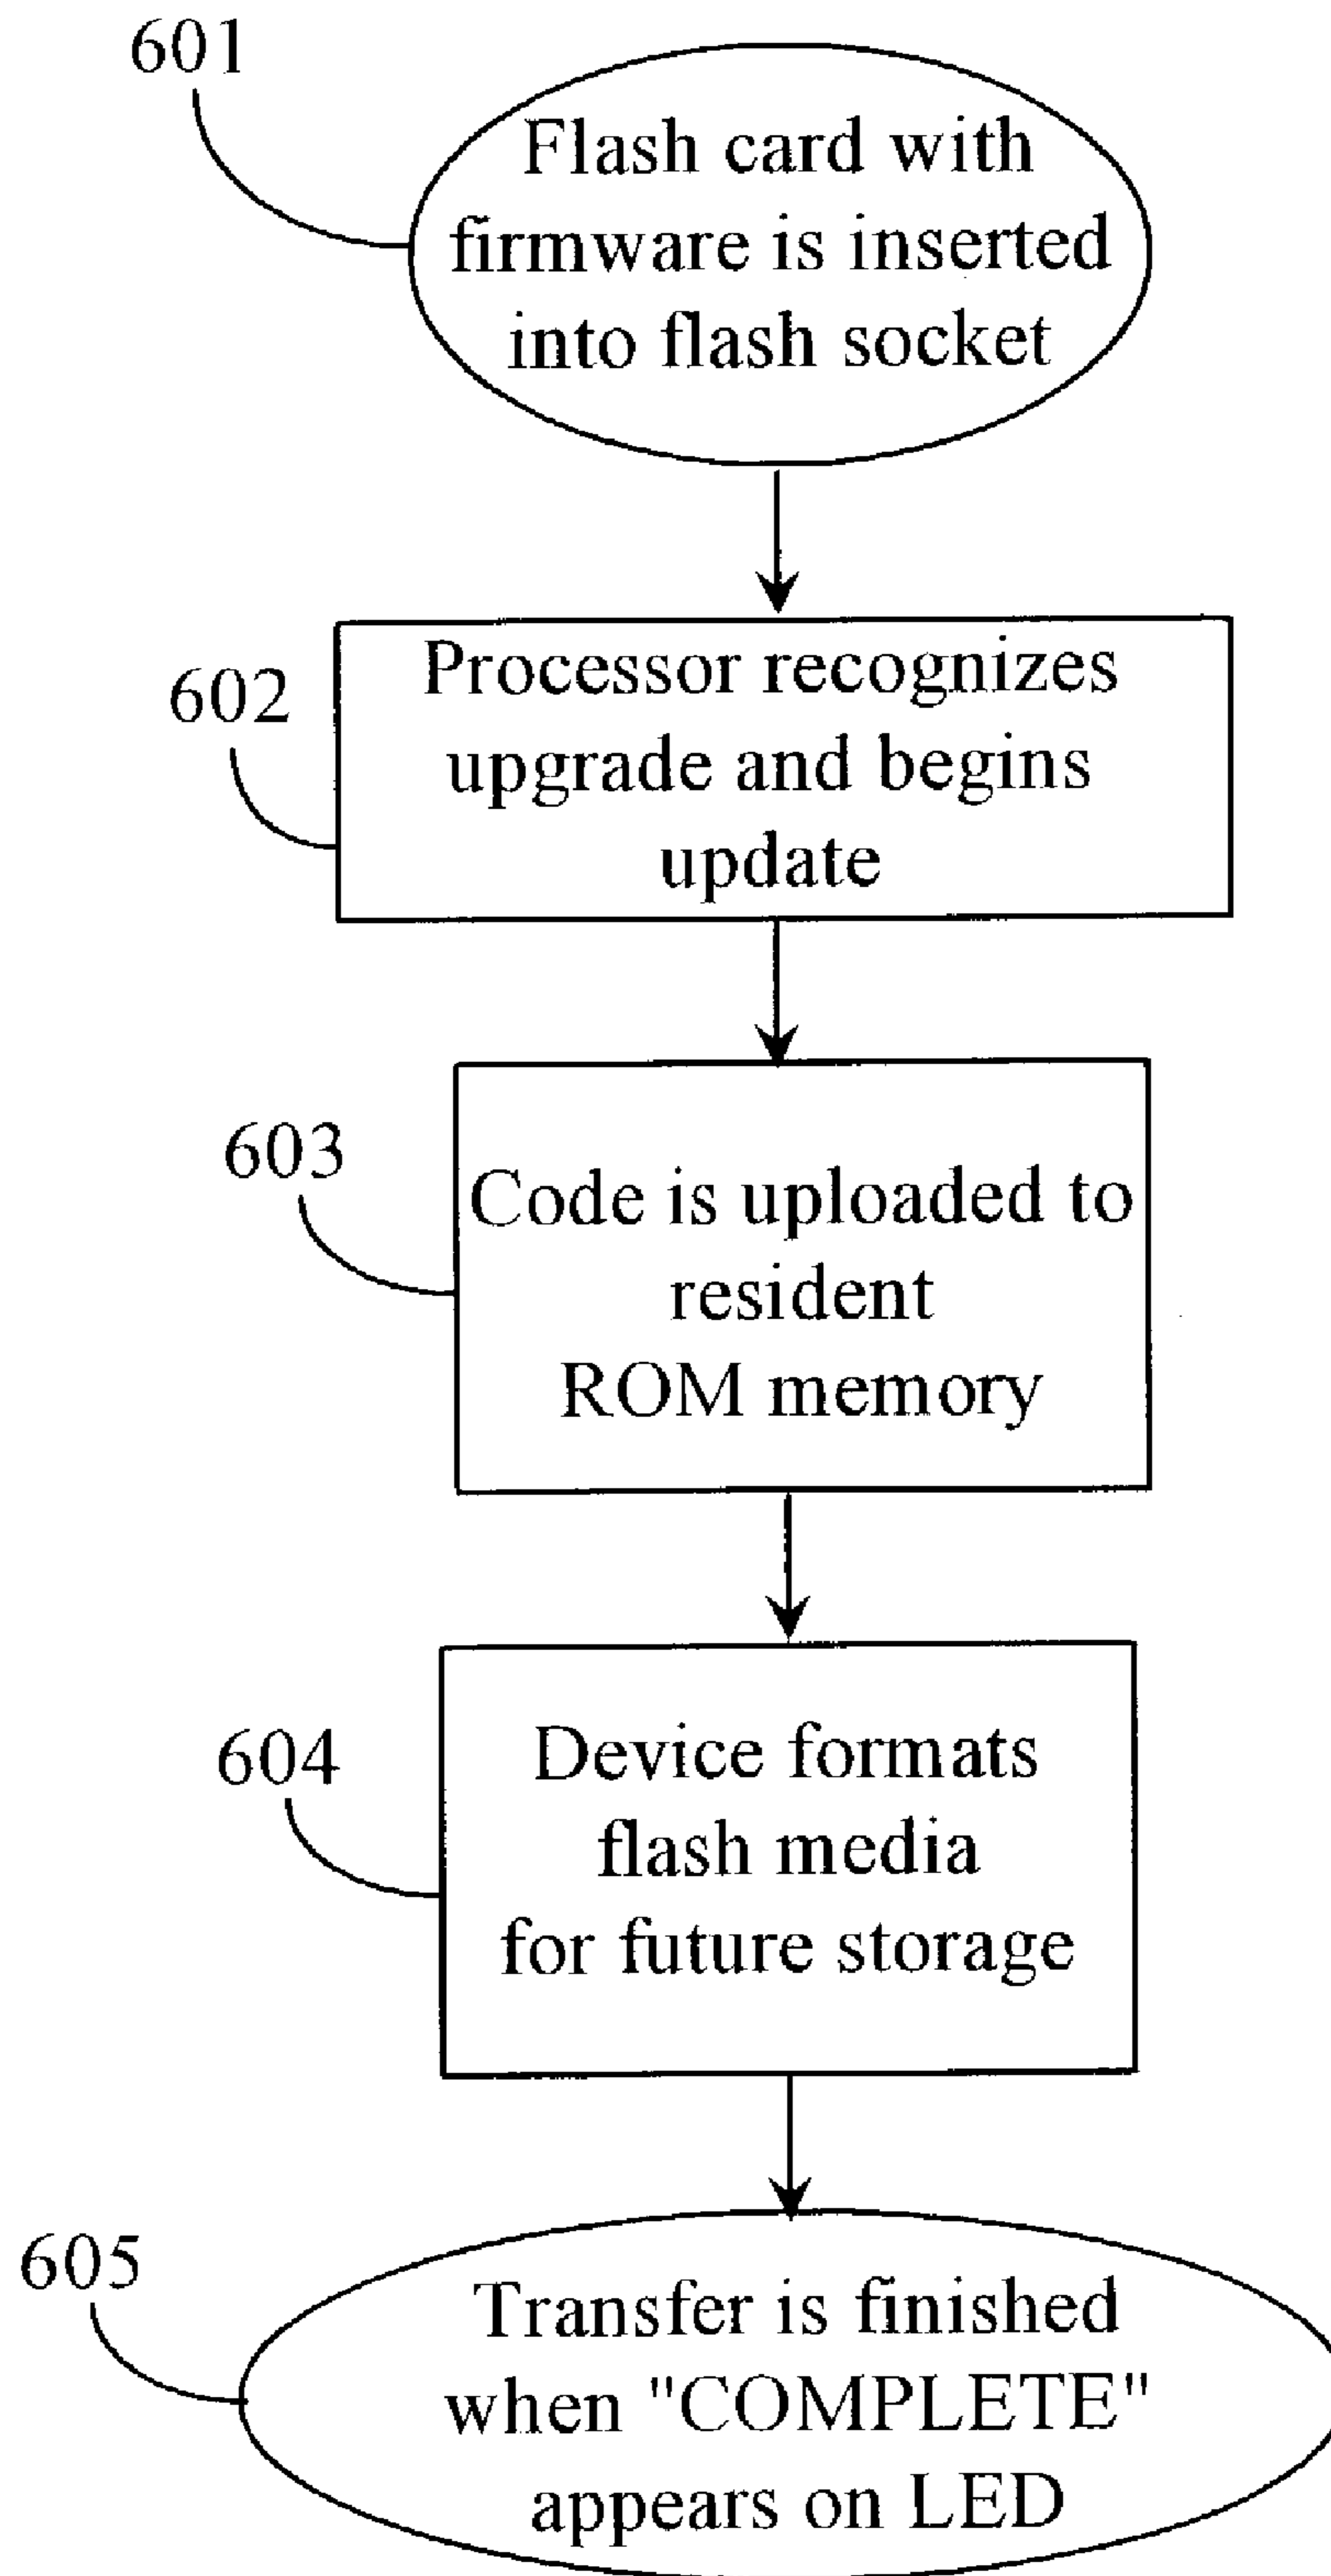 601
Flash card with
firmware is inserted
into flash socket
602
Processor recognizes
upgrade and begins
update
603
Code is uploaded to
resident
ROM memory
604
Device formats
flash media
for future storage
605
Transfer is finished
when "COMPLETE"
appears on LED